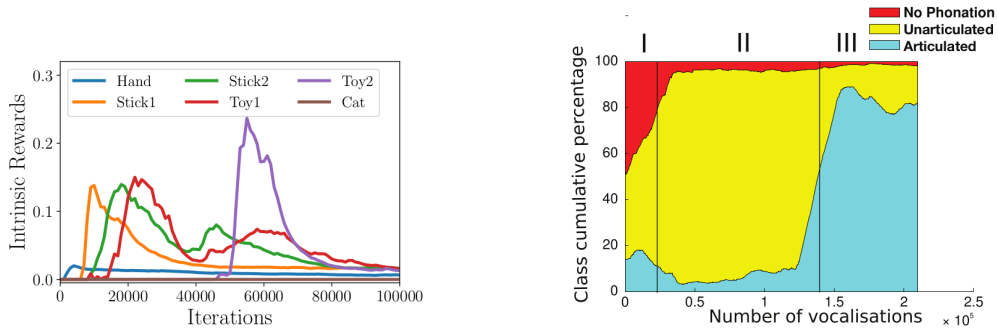 0.3
0.2
0.1
0.0
Intrinsic Rewards
Hand
Stick1
Stick2
Toy1
Toy2
Cat
0 20000 40000 60000 80000 100000
Iterations
No Phonation
Unarticulated
Articulated
I II III
100
80
60
40
20
0
Class cumulative percentage
0 0.5 1 1.5 2 2.5
Number of vocalisations
× 10⁵